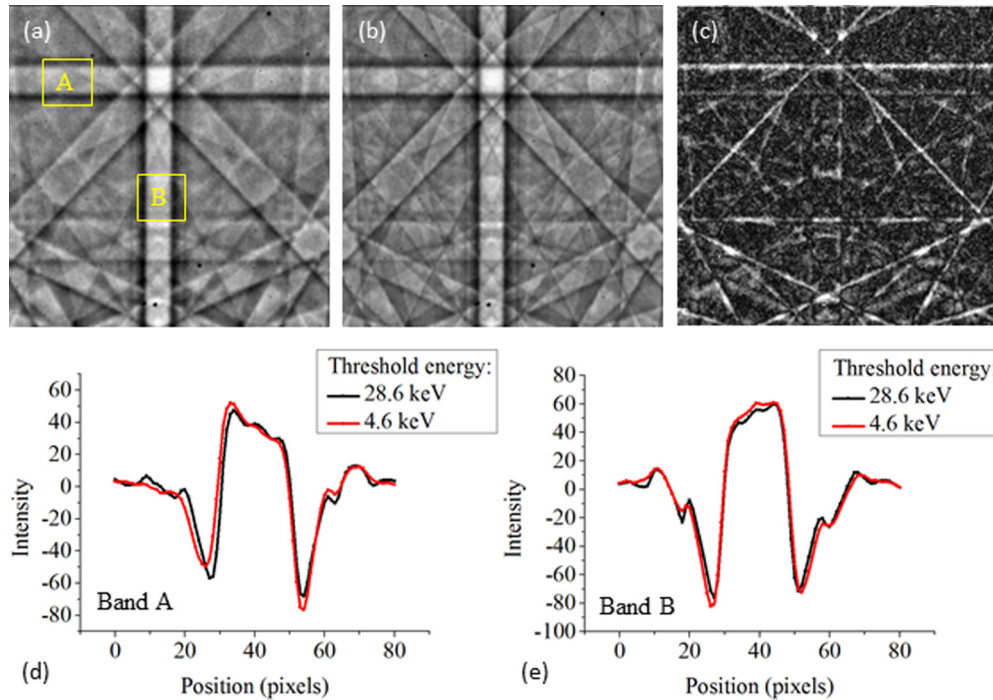 (a)
(b)
(c)
A
B
Threshold energy:
28.6 keV
4.6 keV
60
40
20
0
-20
-40
-60
-80
Intensity
Band A
0 20 40 60 80
Position (pixels)
(d)
Threshold energy:
28.6 keV
4.6 keV
80
60
40
20
0
-20
-40
-60
-80
-100
Intensity
Band B
0 20 40 60 80
Position (pixels)
(e)